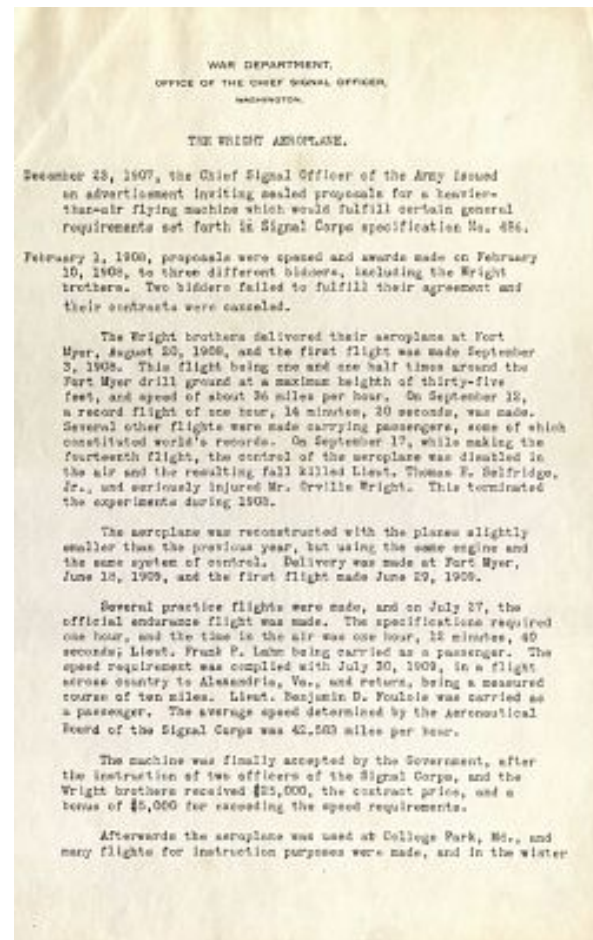 WAR DEPARTMENT,
OFFICE OF THE CHIEF SIGNAL OFFICER,
WASHINGTON.
THE WRIGHT AEROPLANE.
December 23, 1907, the Chief Signal Officer of the Army issued
an advertisement inviting sealed proposals for a heavier-
than-air flying machine which would fulfill certain general
requirements set forth in Signal Corps specification No. 486.
February 1, 1908, proposals were opened and awards made on February
10, 1908, to three different bidders, including the Wright
brothers. Two bidders failed to fulfill their agreement and
their contracts were canceled.
The Wright brothers delivered their aeroplane at Fort
Myer, August 20, 1908, and the first flight was made September
3, 1908. This flight being one and one half times around the
Fort Myer drill ground at a maximum heighth of thirty-five
feet, and speed of about 36 miles per hour. On September 12,
a record flight of one hour, 14 minutes, 20 seconds, was made.
Several other flights were made carrying passengers, some of which
constituted world's records. On September 17, while making the
fourteenth flight, the control of the aeroplane was disabled in
the air and the resulting fall killed Lieut. Thomas E. Selfridge,
Jr., and seriously injured Mr. Orville Wright. This terminated
the experiments during 1908.
The aeroplane was reconstructed with the planes slightly
smaller than the previous year, but using the same engine and
the same system of control. Delivery was made at Fort Myer,
June 18, 1909, and the first flight made June 29, 1909.
Several practice flights were made, and on July 27, the
official endurance flight was made. The specifications required
one hour, and the time in the air was one hour, 12 minutes, 40
seconds; Lieut. Frank P. Lahm being carried as a passenger. The
speed requirement was complied with July 30, 1909, in a flight
across country to Alexandria, Va., and return, being a measured
course of ten miles. Lieut. Benjamin D. Foulois was carried as
a passenger. The average speed determined by the Aeronautical
Board of the Signal Corps was 42.583 miles per hour.
The machine was finally accepted by the Government, after
the instruction of two officers of the Signal Corps, and the
Wright brothers received $25,000, the contract price, and a
bonus of $5,000 for exceeding the speed requirements.
Afterwards the aeroplane was used at College Park, Md., and
many flights for instruction purposes were made, and in the winter